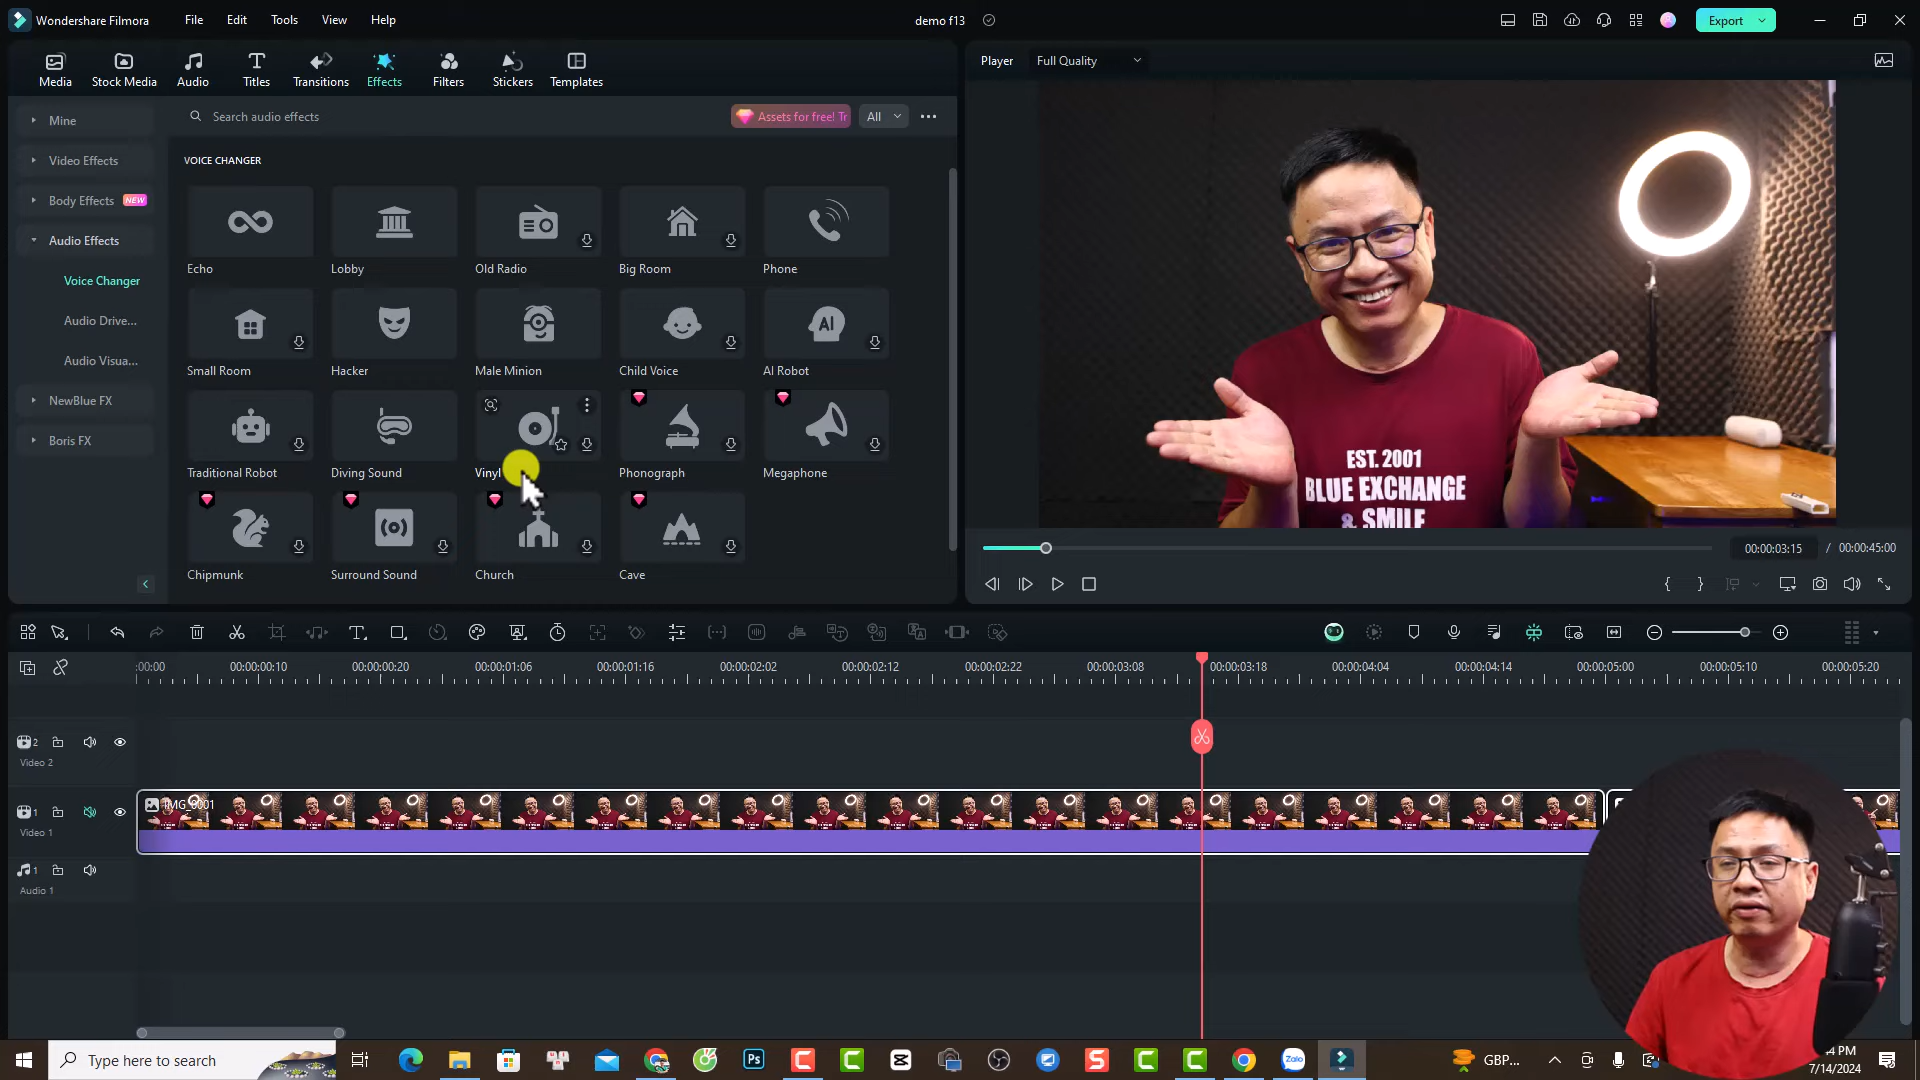 Wondershare Filmora
File Edit Tools View Help
demo f13
Export
Media Stock Media Audio Titles Transitions Effects Filters Stickers Templates
Player Full Quality
Mine
Video Effects
Body Effects NEW
Audio Effects
Voice Changer
Audio Drive...
Audio Visua...
NewBlue FX
Boris FX
Search audio effects
Assets for free! Tr
All
VOICE CHANGER
Echo Lobby Old Radio Big Room Phone
AI
Small Room Hacker Male Minion Child Voice AI Robot
Traditional Robot Diving Sound Vinyl Phonograph Megaphone
Chipmunk Surround Sound Church Cave
EST. 2001
BLUE EXCHANGE
& SMILE
00:00:03:15 / 00:00:45:00
:00:00 00:00:00:10 00:00:00:20 00:00:01:06 00:00:01:16 00:00:02:02 00:00:02:12 00:00:02:22 00:00:03:08 00:00:03:18 00:00:04:04 00:00:04:14 00:00:05:00 00:00:05:10 00:00:05:20
2
Video 2
1
Video 1
IMG_0001
1
Audio 1
Type here to search
Ps
Zalo
GBP...
44 PM
7/14/2024